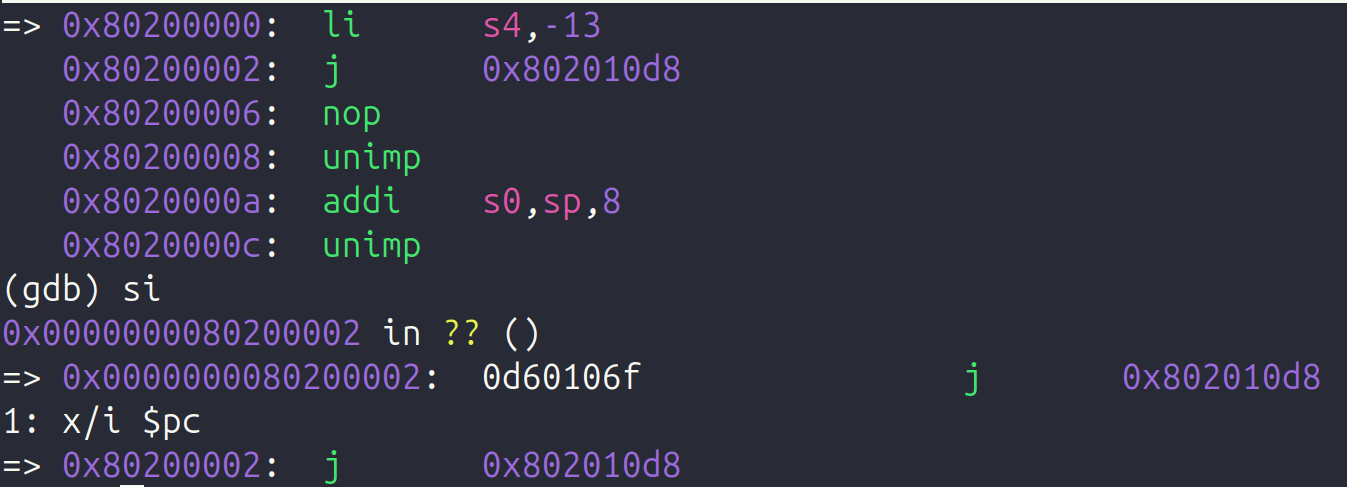 => 0x80200000:  li      s4,-13
   0x80200002:  j       0x802010d8
   0x80200006:  nop
   0x80200008:  unimp
   0x8020000a:  addi    s0,sp,8
   0x8020000c:  unimp
(gdb) si
0x0000000080200002 in ?? ()
=> 0x0000000080200002:  0d60106f                j       0x802010d8
1: x/i $pc
=> 0x80200002:  j       0x802010d8